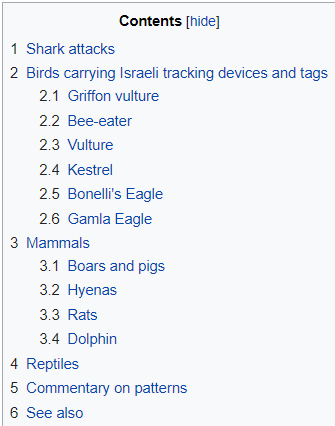 Contents [hide]
1 Shark attacks
2 Birds carrying Israeli tracking devices and tags
2.1 Griffon vulture
2.2 Bee-eater
2.3 Vulture
2.4 Kestrel
2.5 Bonelli's Eagle
2.6 Gamla Eagle
3 Mammals
3.1 Boars and pigs
3.2 Hyenas
3.3 Rats
3.4 Dolphin
4 Reptiles
5 Commentary on patterns
6 See also